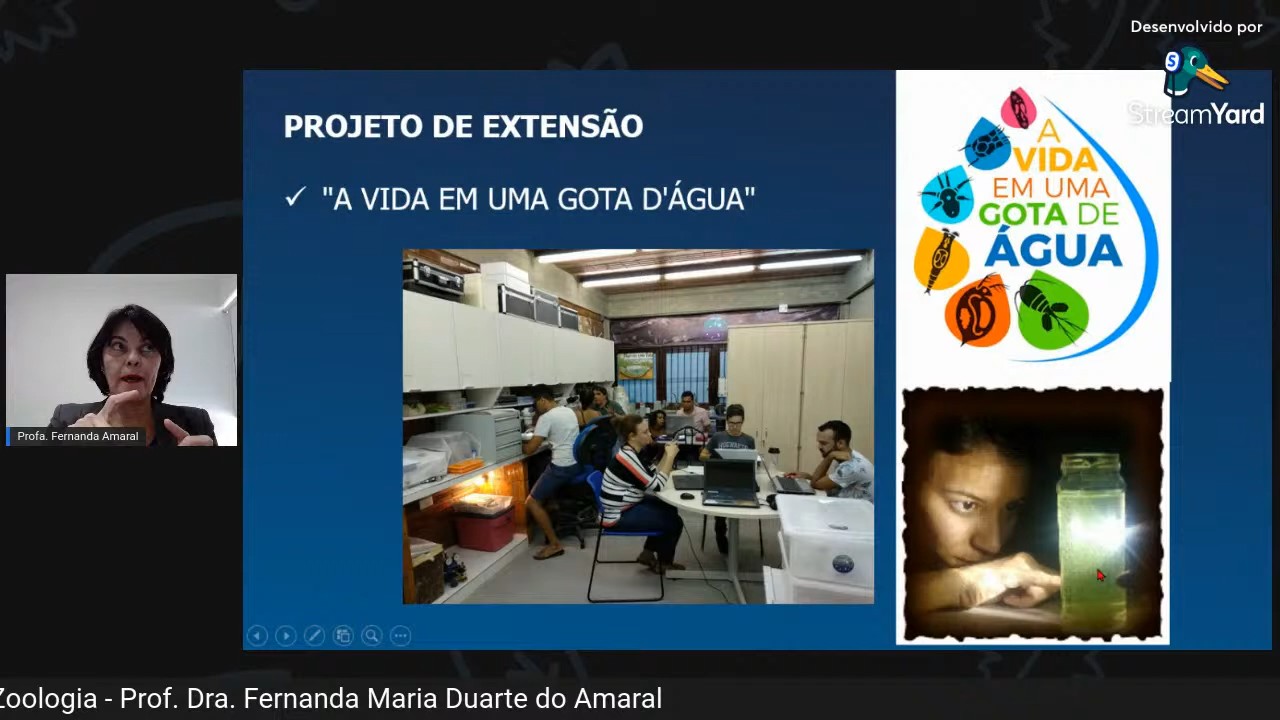 Desenvolvido por
StreamYard
PROJETO DE EXTENSÃO
✓ "A VIDA EM UMA GOTA D'ÁGUA"
A
VIDA
EM UMA
GOTA DE
ÁGUA
Profa. Fernanda Amaral
Zoologia - Prof. Dra. Fernanda Maria Duarte do Amaral